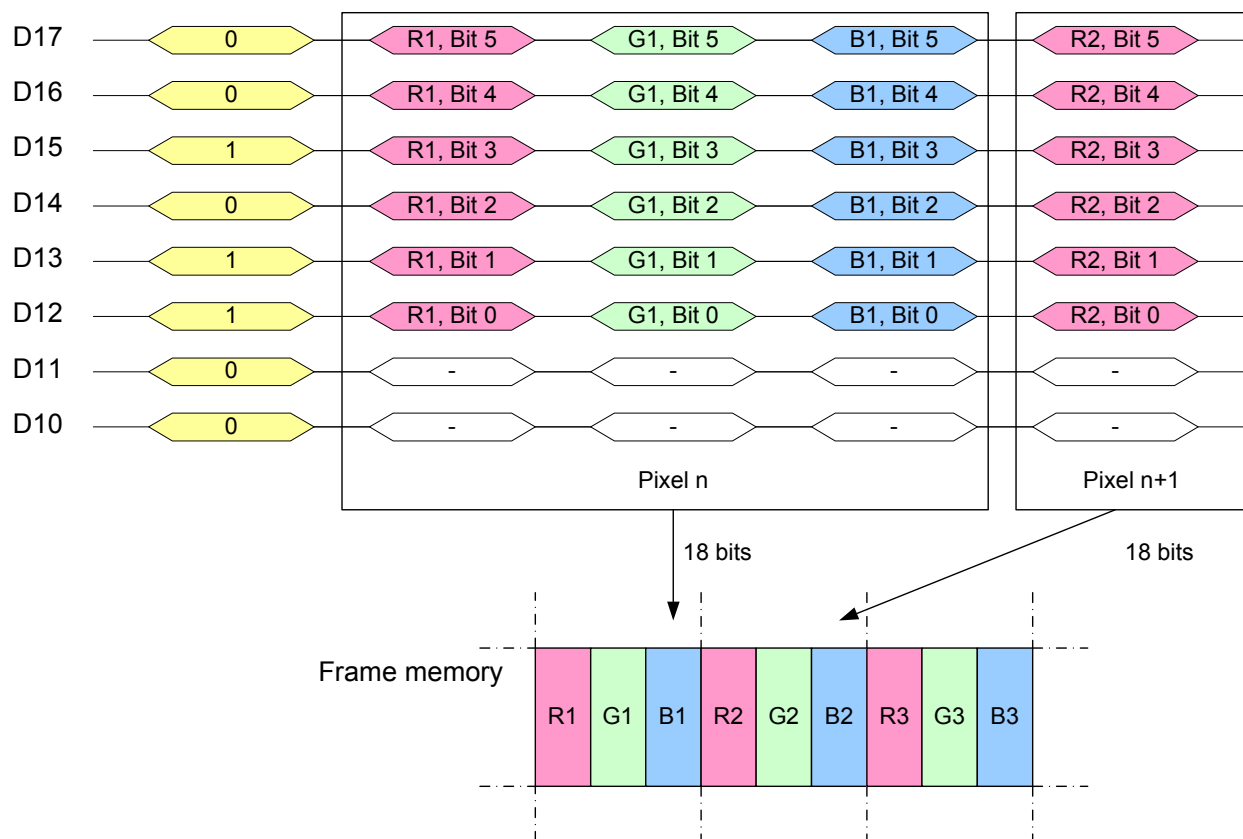 D17 0 R1, Bit 5 G1, Bit 5 B1, Bit 5 R2, Bit 5
D16 0 R1, Bit 4 G1, Bit 4 B1, Bit 4 R2, Bit 4
D15 1 R1, Bit 3 G1, Bit 3 B1, Bit 3 R2, Bit 3
D14 0 R1, Bit 2 G1, Bit 2 B1, Bit 2 R2, Bit 2
D13 1 R1, Bit 1 G1, Bit 1 B1, Bit 1 R2, Bit 1
D12 1 R1, Bit 0 G1, Bit 0 B1, Bit 0 R2, Bit 0
D11 0 - - - -
D10 0 - - - -
Pixel n Pixel n+1
18 bits 18 bits
Frame memory
R1 G1 B1 R2 G2 B2 R3 G3 B3